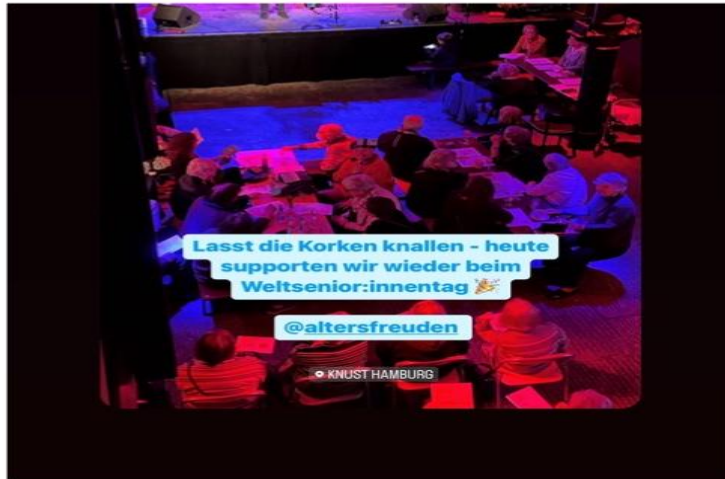 Lasst die Korken knallen - heute
supporten wir wieder beim
Weltsenior:innentag 🎉
@altersfreuden
KNUST HAMBURG